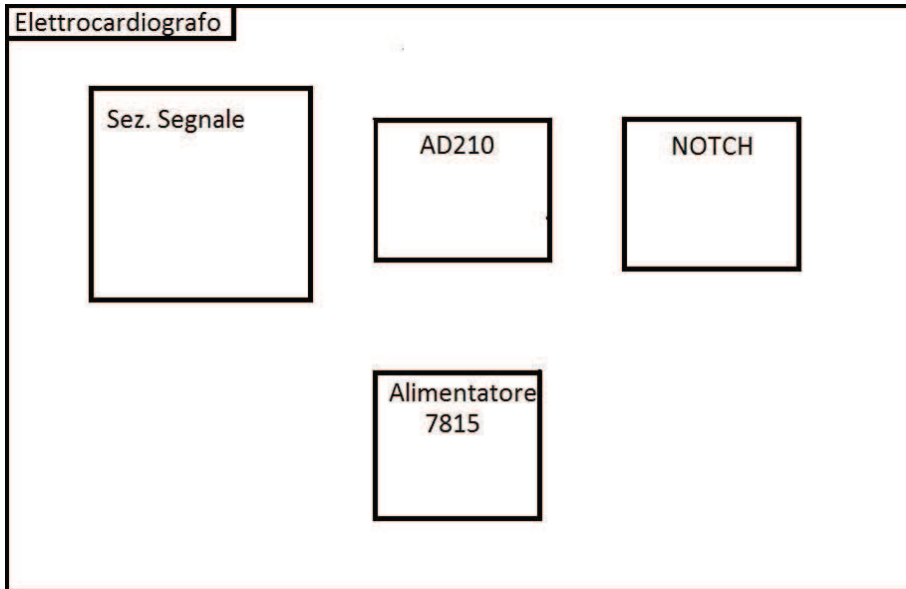 Elettrocardiografo
Sez. Segnale
AD210
NOTCH
Alimentatore
7815